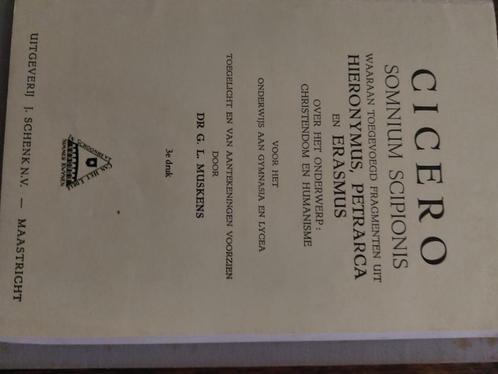 CICERO
SOMNIUM SCIPIONIS
WAARAAN TOEGEVOEGD FRAGMENTEN UIT
HIERONYMUS, PETRARCA
EN ERASMUS
OVER HET ONDERWERP:
CHRISTENDOM EN HUMANISME
VOOR HET
ONDERWIJS AAN GYMNASIA EN LYCEA
TOEGELICHT EN VAN AANTEKENINGEN VOORZIEN
DOOR
DR G. L. MUSKENS
3e druk
UITGEVERIJ J. SCHENK N.V. — MAASTRICHT